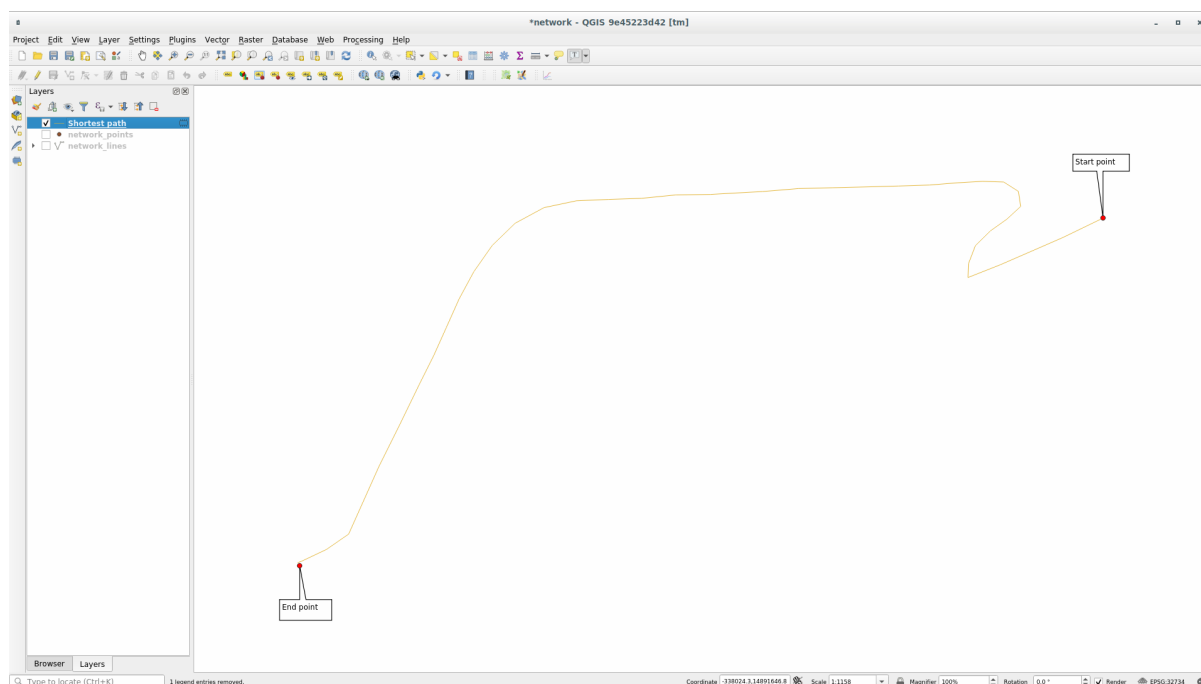 *network - QGIS 9e45223d42 [tm]
Project Edit View Layer Settings Plugins Vector Raster Database Web Processing Help
Layers
Shortest path
network_points
network_lines
Start point
End point
Browser Layers
Type to locate (Ctrl+K) 1 legend entries removed. Coordinate -338024.3,14891646.8 Scale 1:1158 Magnifier 100% Rotation 0.0 ° Render EPSG:32734